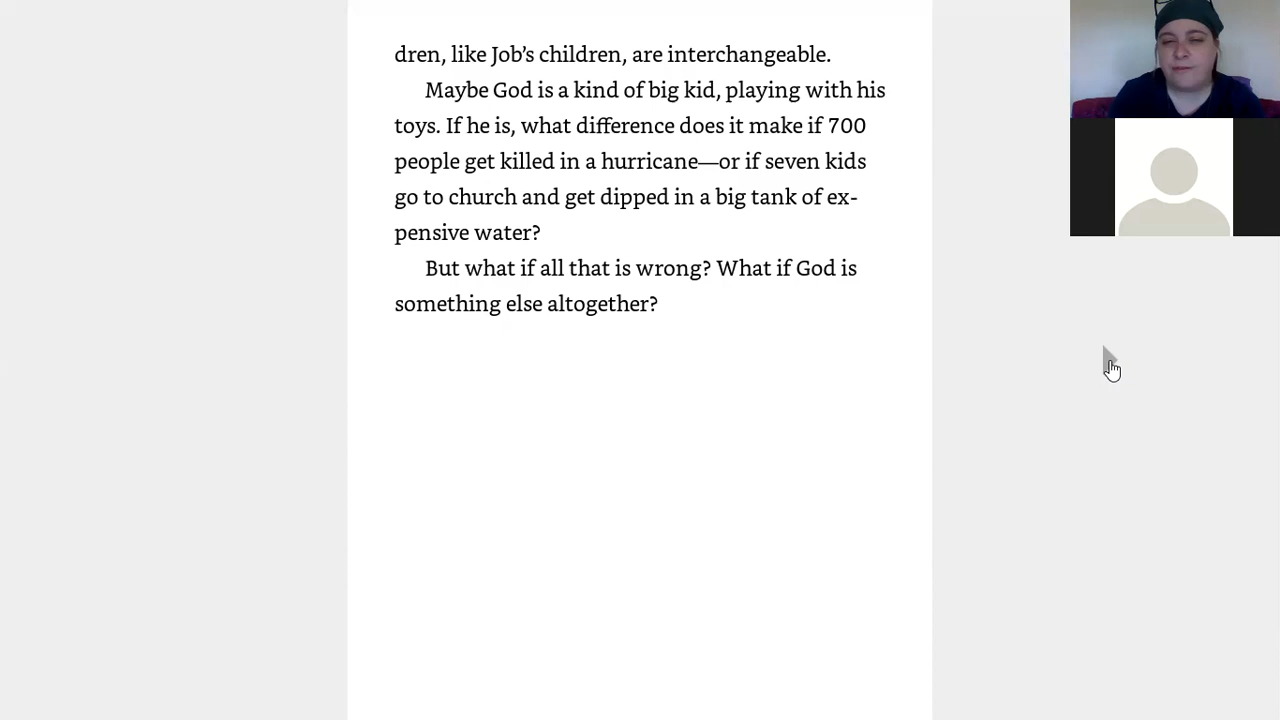 dren, like Job’s children, are interchangeable.
Maybe God is a kind of big kid, playing with his
toys. If he is, what difference does it make if 700
people get killed in a hurricane—or if seven kids
go to church and get dipped in a big tank of ex-
pensive water?
But what if all that is wrong? What if God is
something else altogether?